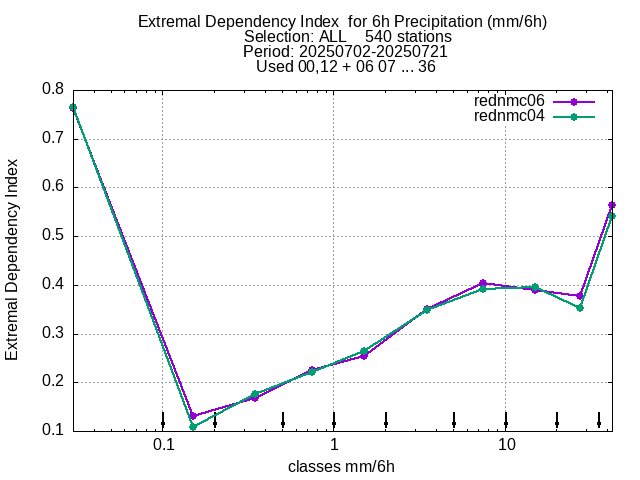 Extremal Dependency Index  for 6h Precipitation (mm/6h)
Selection: ALL    540 stations
Period: 20250702-20250721
Used 00,12 + 06 07 ... 36
rednmc06
rednmc04
0.8
0.7
0.6
0.5
0.4
0.3
0.2
0.1
Extremal Dependency Index
0.1 1 10
classes mm/6h